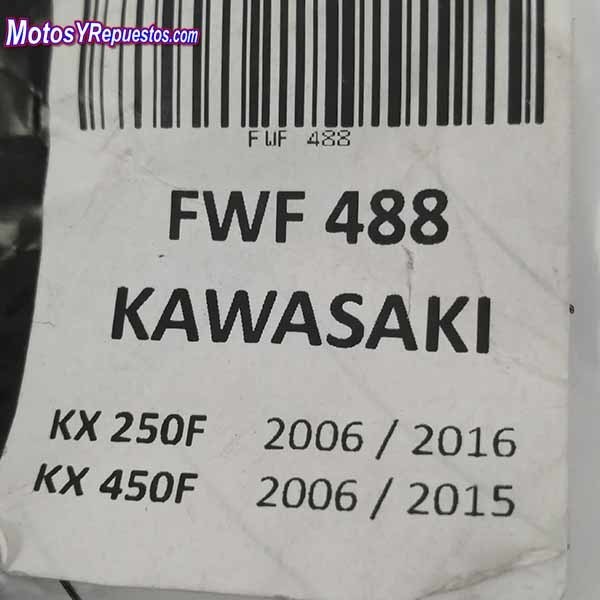 MotosYRepuestos.com
FWF 488
FWF 488
KAWASAKI
KX 250F 2006 / 2016
KX 450F 2006 / 2015